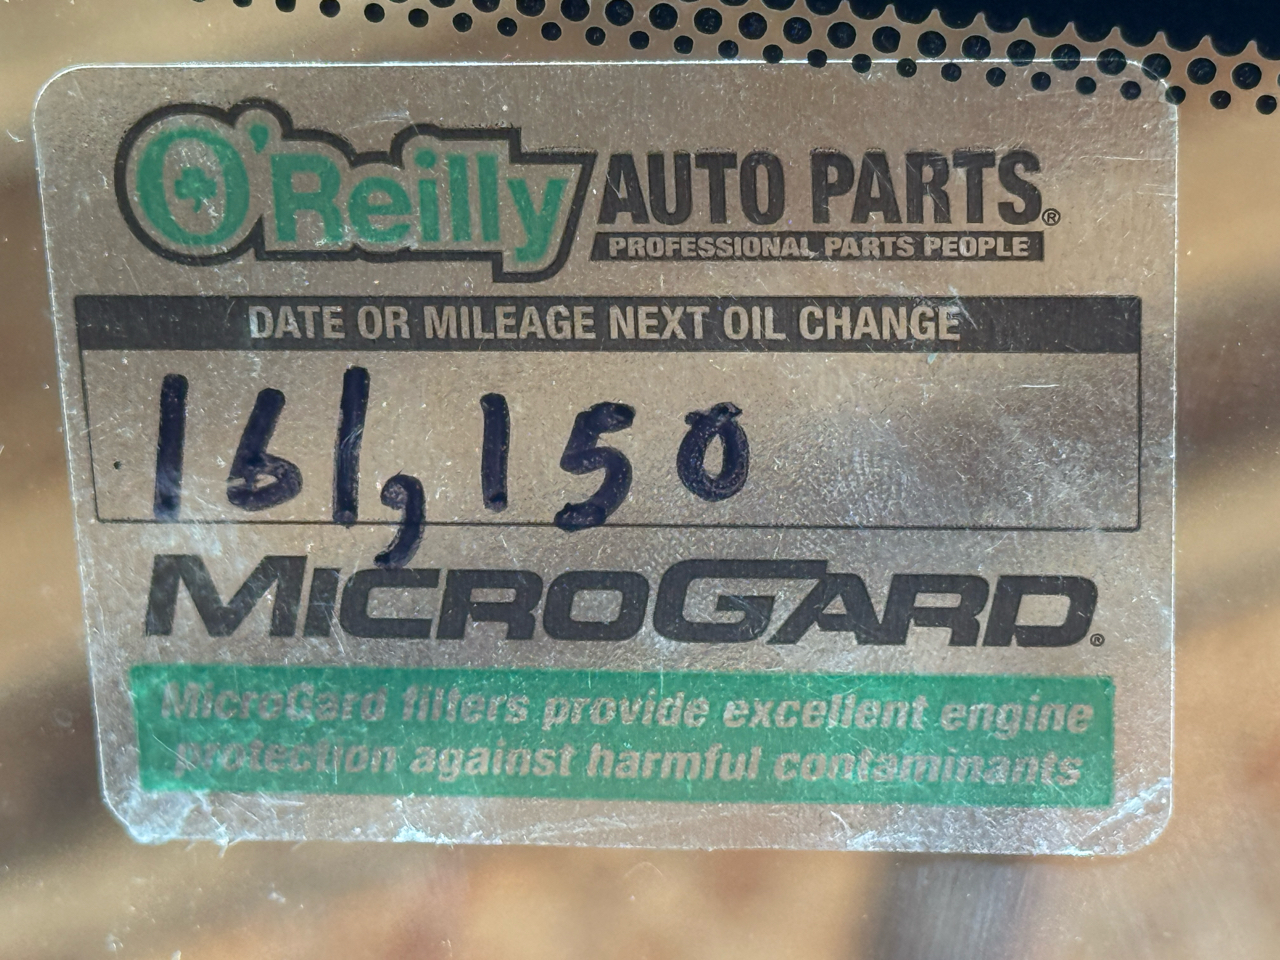 O'Reilly AUTO PARTS®
PROFESSIONAL PARTS PEOPLE
DATE OR MILEAGE NEXT OIL CHANGE
161,150
MICROGARD®
MicroGard filters provide excellent engine
protection against harmful contaminants